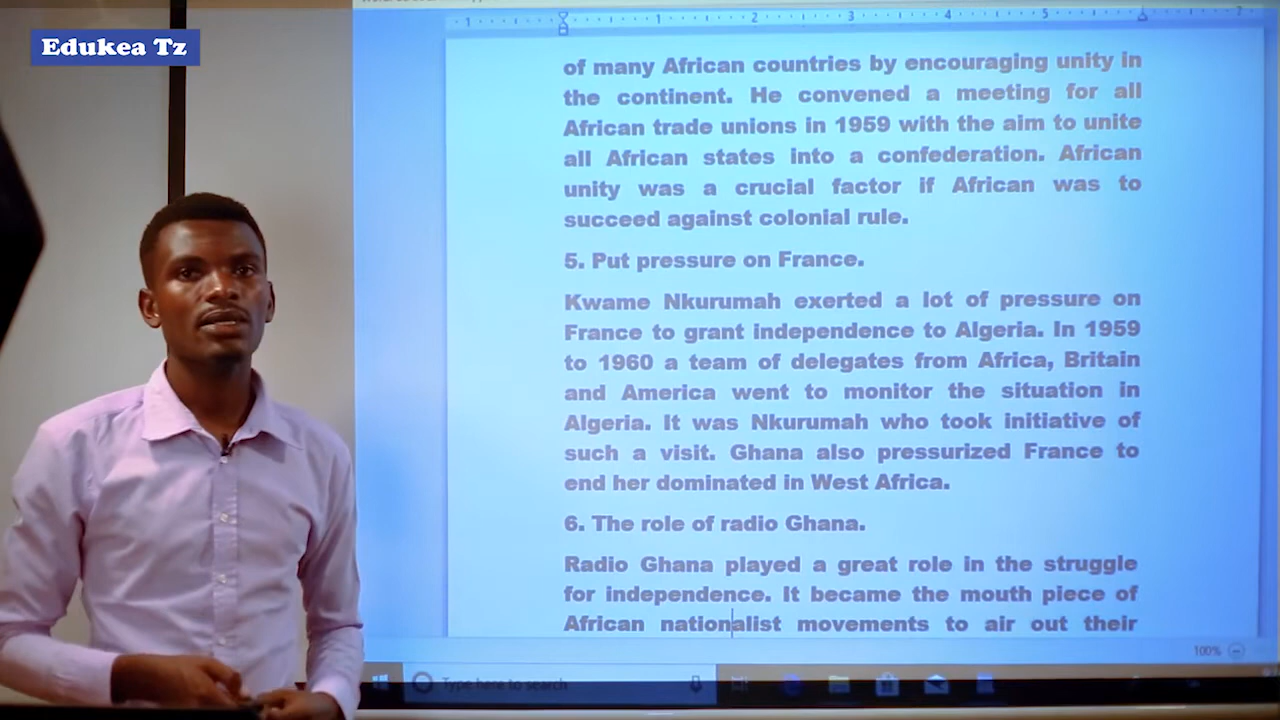 Edukea Tz
1 1 2 3 4 5 7
of many African countries by encouraging unity in
the continent. He convened a meeting for all
African trade unions in 1959 with the aim to unite
all African states into a confederation. African
unity was a crucial factor if African was to
succeed against colonial rule.
5. Put pressure on France.
Kwame Nkurumah exerted a lot of pressure on
France to grant independence to Algeria. In 1959
to 1960 a team of delegates from Africa, Britain
and America went to monitor the situation in
Algeria. It was Nkurumah who took initiative of
such a visit. Ghana also pressurized France to
end her dominated in West Africa.
6. The role of radio Ghana.
Radio Ghana played a great role in the struggle
for independence. It became the mouth piece of
African nationalist movements to air out their
100%
Type here to search